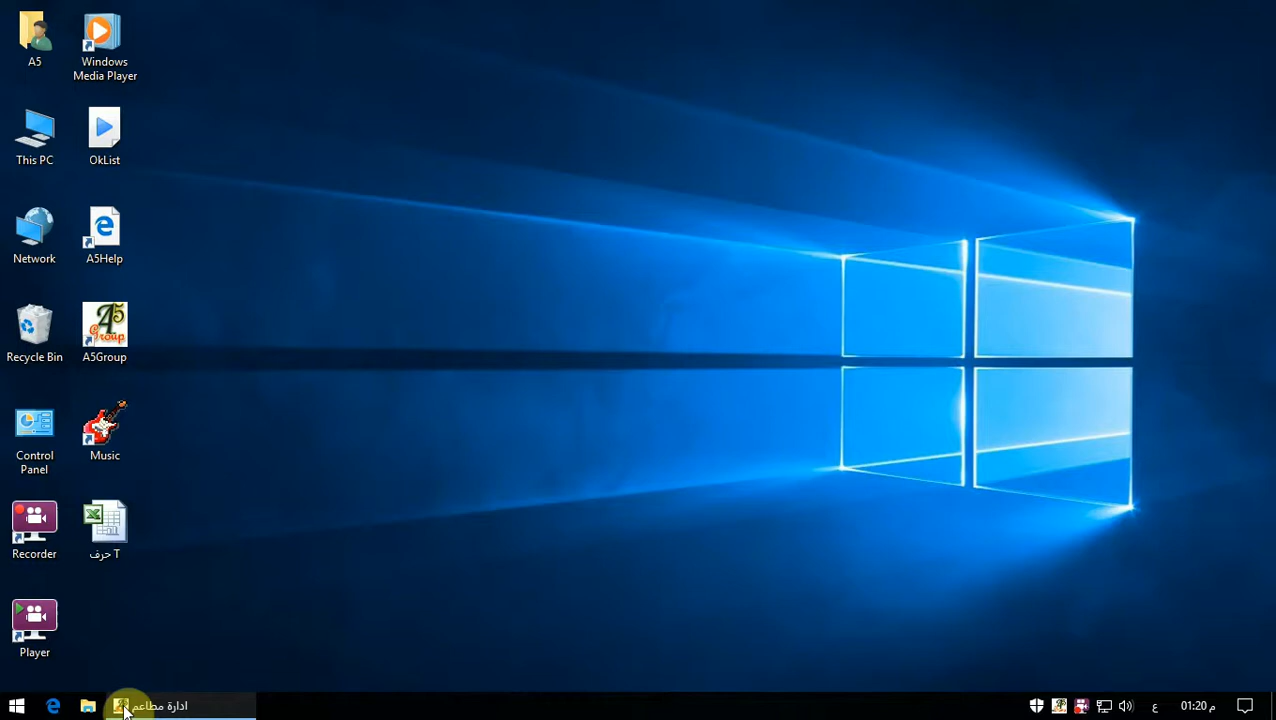 A5
Windows
Media Player
This PC
OkList
Network
A5Help
Recycle Bin
A5Group
Control
Panel
Music
Recorder
حرف T
Player
ادارة مطاعم
ع
01:20 م